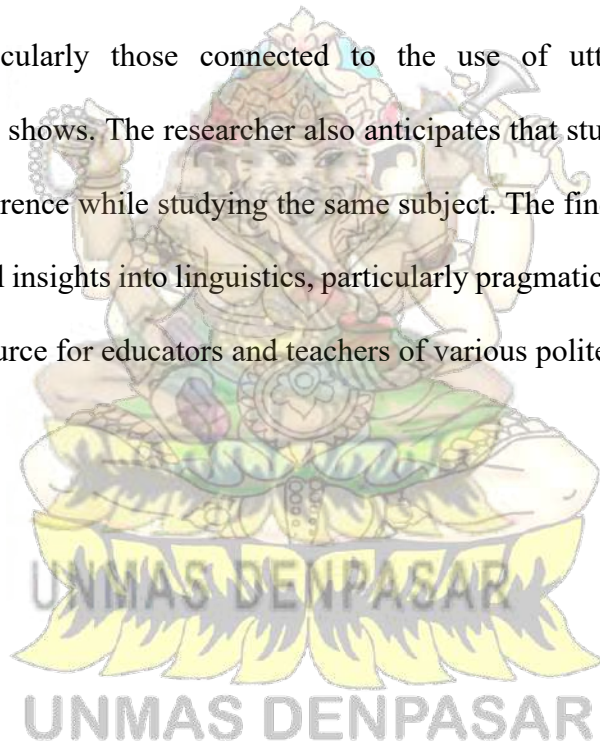 cularly those connected to the use of utt
shows. The researcher also anticipates that stu
rence while studying the same subject. The fin
l insights into linguistics, particularly pragmatic
urce for educators and teachers of various polite
UNMAS DENPASAR
UNMAS DENPASAR